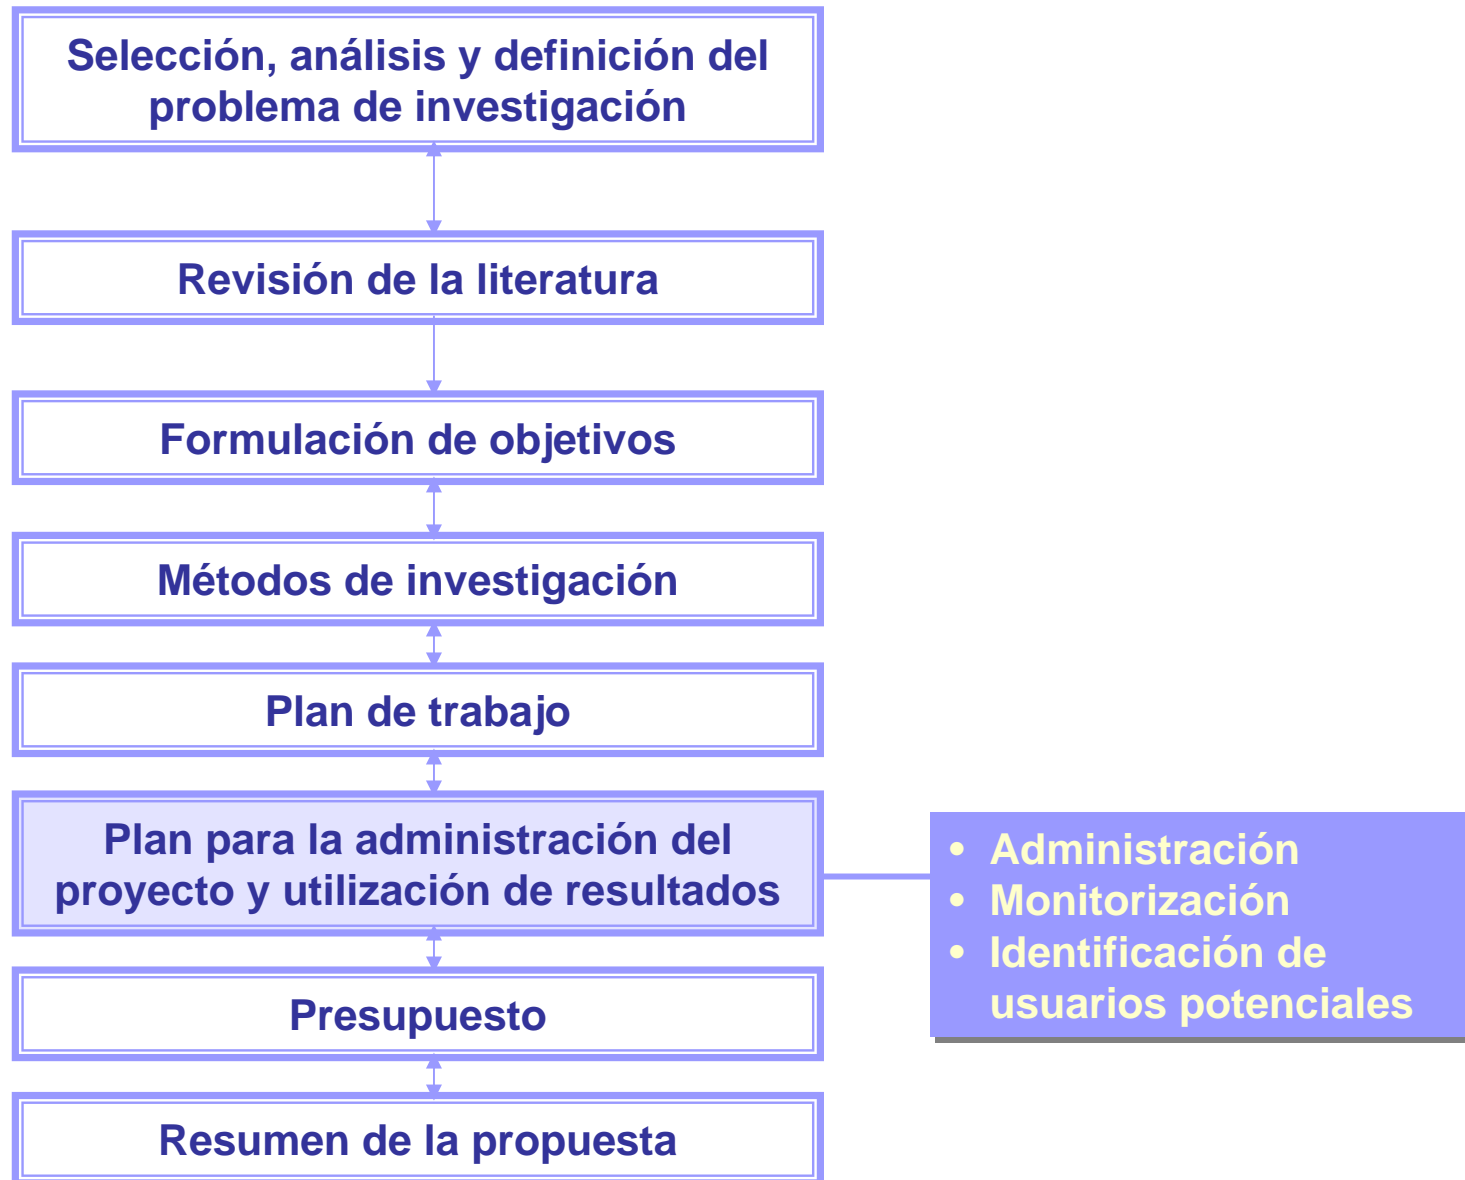 Selección, análisis y definición del
problema de investigación
Revisión de la literatura
Formulación de objetivos
Métodos de investigación
Plan de trabajo
Plan para la administración del
proyecto y utilización de resultados
• Administración
• Monitorización
• Identificación de
usuarios potenciales
Presupuesto
Resumen de la propuesta